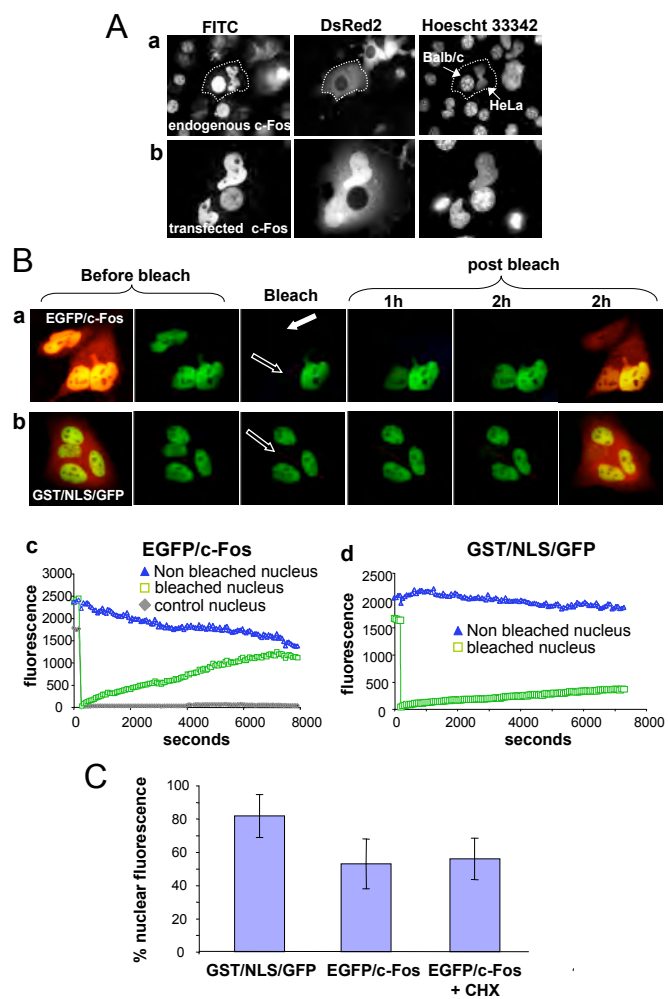 A
FITC DsRed2 Hoescht 33342
a
Balb/c
HeLa
endogenous c-Fos
b
transfected c-Fos
B
Before bleach
Bleach
post bleach
1h 2h 2h
a
EGFP/c-Fos
b
GST/NLS/GFP
c
EGFP/c-Fos
Non bleached nucleus
bleached nucleus
control nucleus
fluorescence
3000
2500
2000
1500
1000
500
0
0 2000 4000 6000 8000
seconds
d
GST/NLS/GFP
Non bleached nucleus
bleached nucleus
fluorescence
2500
2000
1500
1000
500
0
0 2000 4000 6000 8000
seconds
C
% nuclear fluorescence
100
80
60
40
20
0
GST/NLS/GFP EGFP/c-Fos EGFP/c-Fos
+ CHX